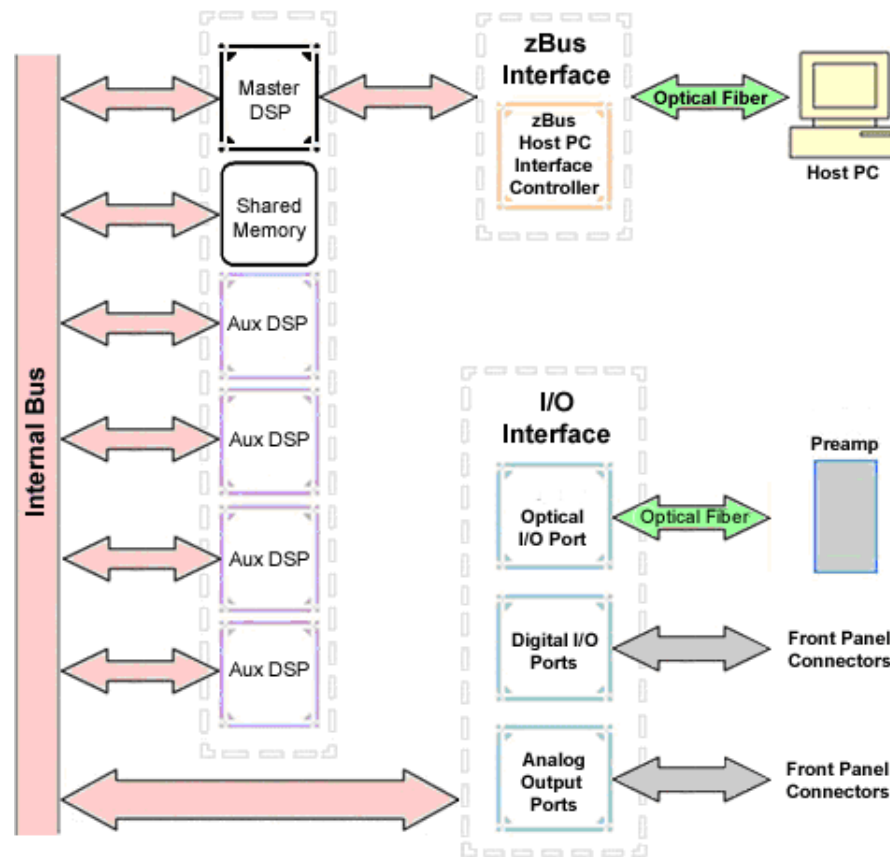 Internal Bus
Master
DSP
Shared
Memory
Aux DSP
Aux DSP
Aux DSP
Aux DSP
zBus
Interface
zBus
Host PC
Interface
Controller
Optical Fiber
Host PC
I/O
Interface
Optical
I/O Port
Optical Fiber
Preamp
Digital I/O
Ports
Front Panel
Connectors
Analog
Output
Ports
Front Panel
Connectors